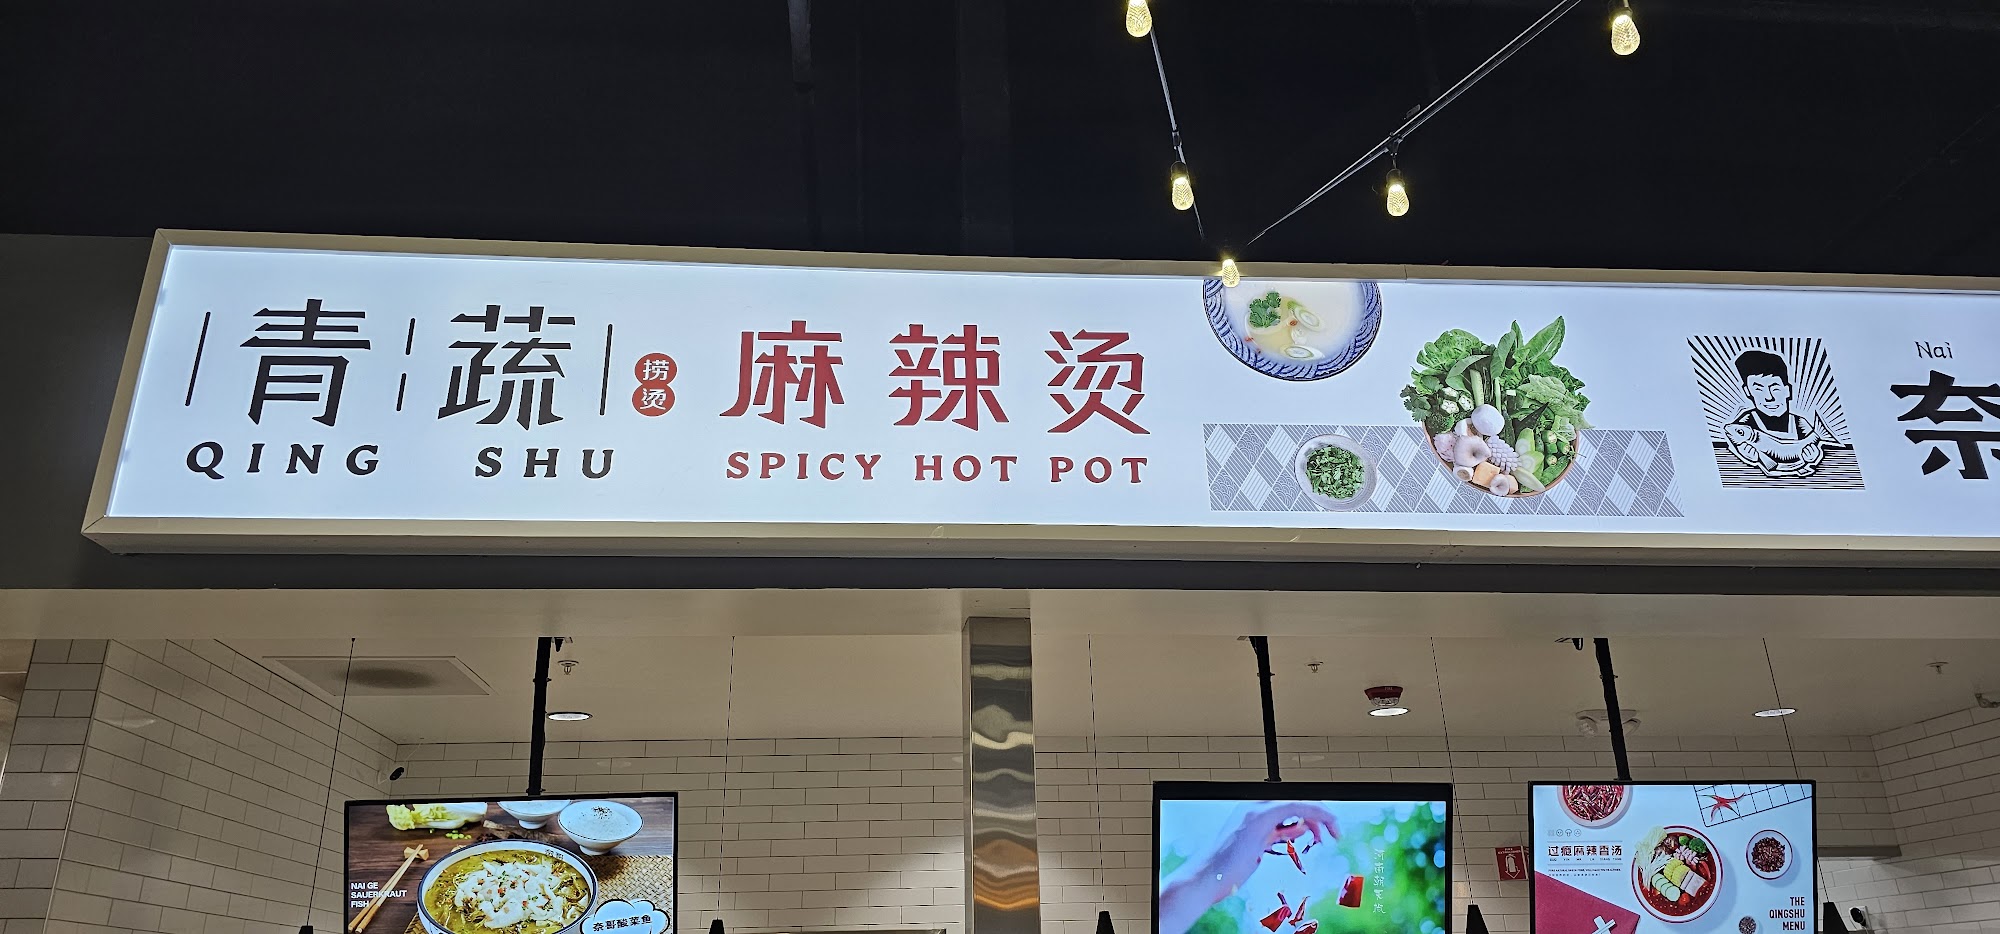 青蔬
捞烫
麻辣烫
QING SHU
SPICY HOT POT
Nai
奈
NAI GE
SAUERKRAUT
FISH
奈哥酸菜鱼
过瘾麻辣香汤
THE
QINGSHU
MENU